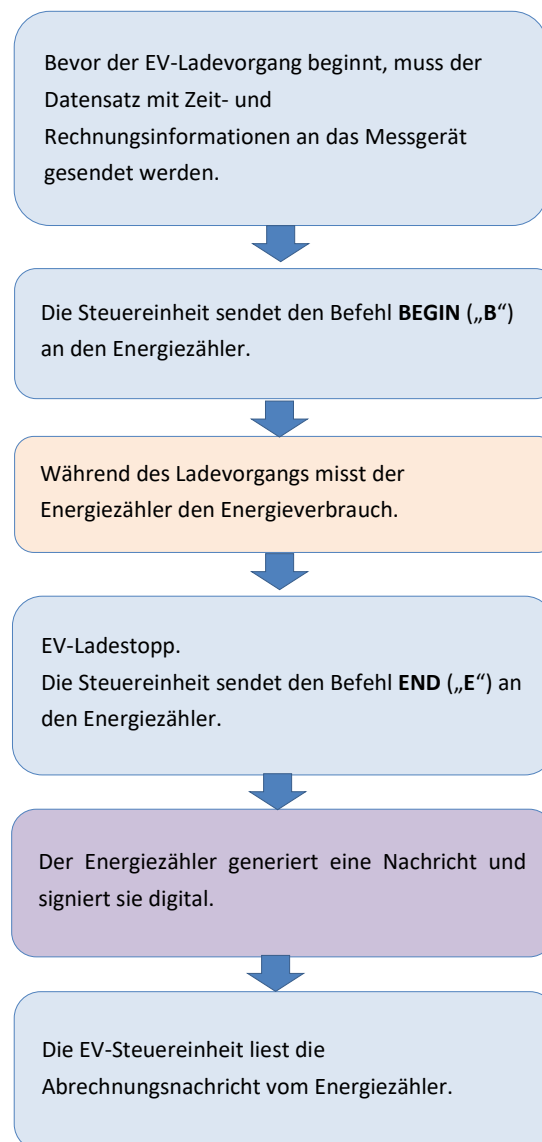 Bevor der EV-Ladevorgang beginnt, muss der
Datensatz mit Zeit- und
Rechnungsinformationen an das Messgerät
gesendet werden.
Die Steuereinheit sendet den Befehl BEGIN („B“)
an den Energiezähler.
Während des Ladevorgangs misst der
Energiezähler den Energieverbrauch.
EV-Ladestopp.
Die Steuereinheit sendet den Befehl END („E“) an
den Energiezähler.
Der Energiezähler generiert eine Nachricht und
signiert sie digital.
Die EV-Steuereinheit liest die
Abrechnungsnachricht vom Energiezähler.